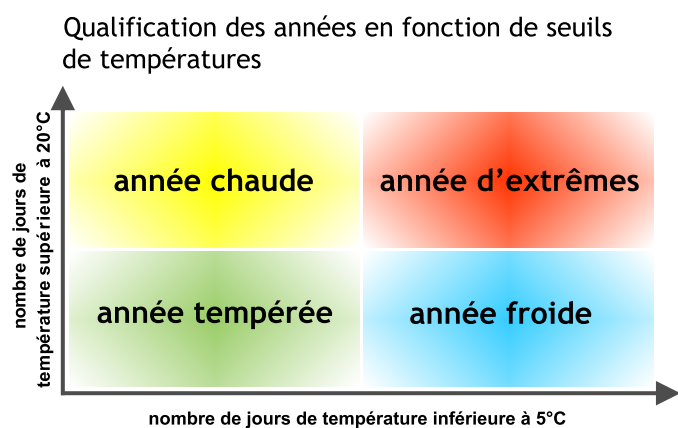 Qualification des années en fonction de seuils
de températures
nombre de jours de
température supérieure à 20°C
année chaude
année d’extrêmes
année tempérée
année froide
nombre de jours de température inférieure à 5°C